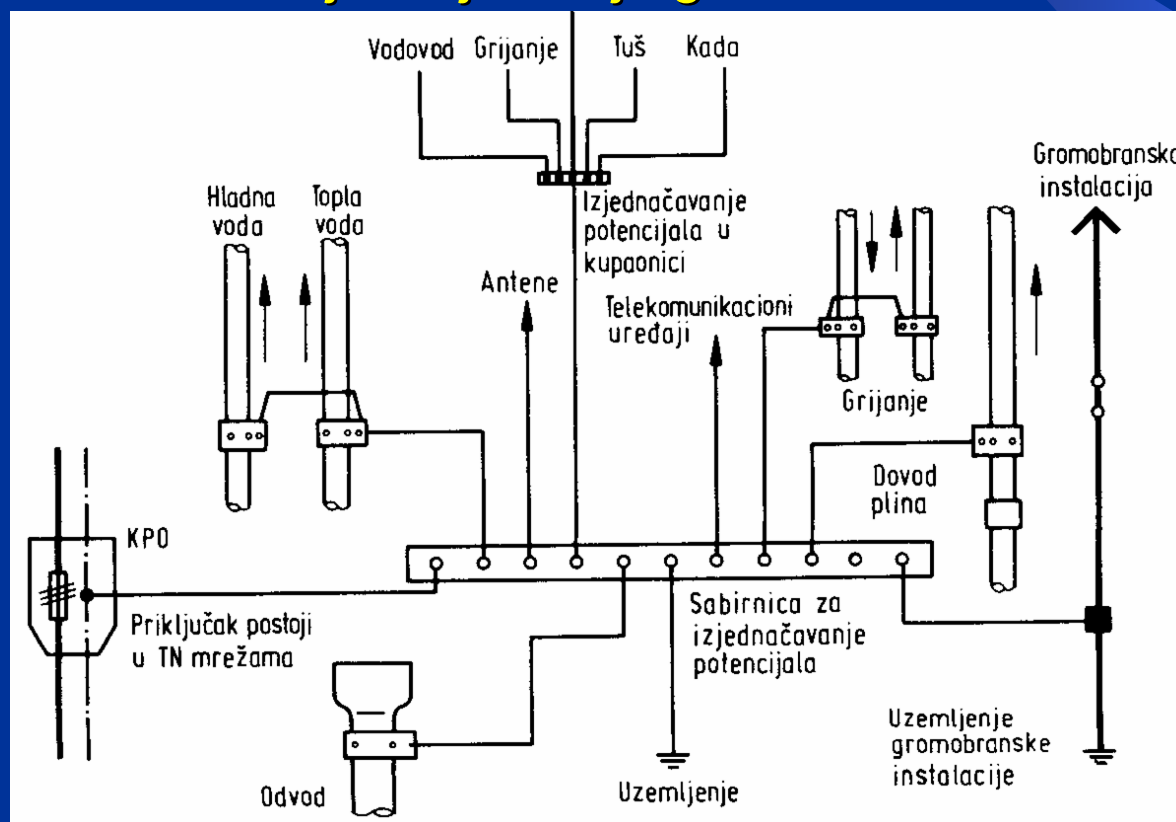 Vodovod Grijanje Tuš Kada
Gromobranska
instalacija
Hladna
voda
Topla
voda
Izjednačavanje
potencijala u
kupaonici
Antene
Telekomunikacioni
uređaji
Grijanje
Dovod
plina
KPO
Priključak postoji
u TN mrežama
Sabirnica za
izjednačavanje
potencijala
Uzemljenje
gromobranske
instalacije
Odvod
Uzemljenje